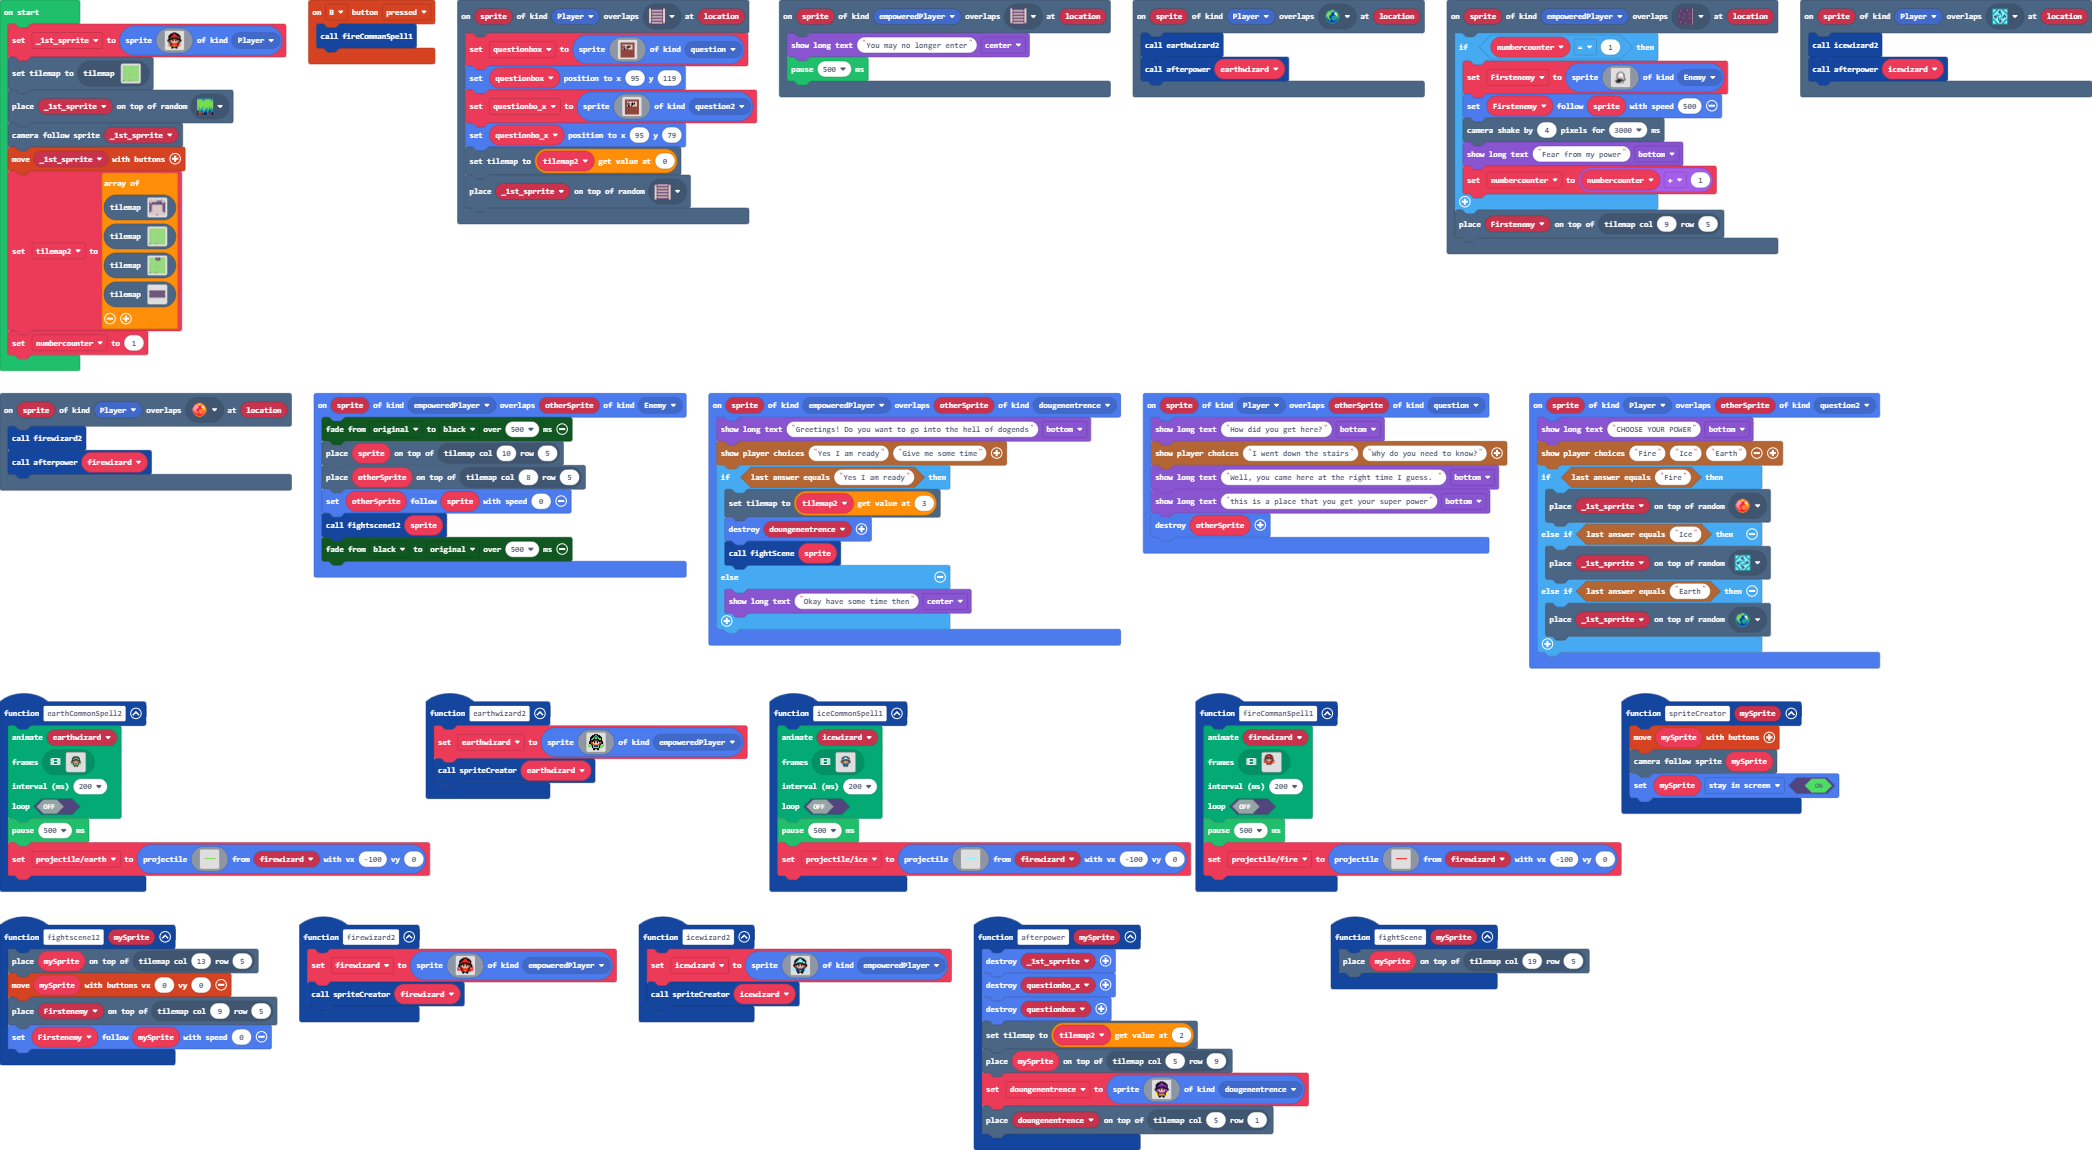 on start
set _1st_sprrite to sprite of kind Player
set tilemap to tilemap
place _1st_sprrite on top of random
camera follow sprite _1st_sprrite
move _1st_sprrite with buttons
set tilemap2 to array of
tilemap
tilemap
tilemap
tilemap
set numbercounter to 1
on B button pressed
call fireCommanSpell1
on sprite of kind Player overlaps at location
set questionbox to sprite of kind question
set questionbox position to x 95 y 119
set questionbo_x to sprite of kind question2
set questionbo_x position to x 95 y 79
set tilemap to tilemap2 get value at 0
place _1st_sprrite on top of random
on sprite of kind empoweredPlayer overlaps at location
show long text "You may no longer enter" center
pause 500 ms
on sprite of kind Player overlaps at location
call earthwizard2
call afterpower earthwizard
on sprite of kind empoweredPlayer overlaps at location
if numbercounter = 1 then
set Firstenemy to sprite of kind Enemy
set Firstenemy follow sprite with speed 500
camera shake by 4 pixels for 3000 ms
show long text "Fear from my power" bottom
set numbercounter to numbercounter + 1
place Firstenemy on top of tilemap col 9 row 5
on sprite of kind Player overlaps at location
call icewizard2
call afterpower icewizard
on sprite of kind Player overlaps at location
call firewizard2
call afterpower firewizard
on sprite of kind empoweredPlayer overlaps otherSprite of kind Enemy
fade from original to black over 500 ms
place sprite on top of tilemap col 10 row 5
place otherSprite on top of tilemap col 8 row 5
set otherSprite follow sprite with speed 0
call fightscene12 sprite
fade from black to original over 500 ms
on sprite of kind empoweredPlayer overlaps otherSprite of kind dougenentrence
show long text "Greetings! Do you want to go into the hell of dogends" bottom
show player choices "Yes I am ready" "Give me some time"
if last answer equals "Yes I am ready" then
set tilemap to tilemap2 get value at 3
destroy doungenentrence
call fightScene sprite
else
show long text "Okay have some time then" center
on sprite of kind Player overlaps otherSprite of kind question
show long text "How did you get here?" bottom
show player choices "I went down the stairs" "Why do you need to know?"
show long text "Well, you came here at the right time I guess. " bottom
show long text "this is a place that you get your super power" bottom
destroy otherSprite
on sprite of kind Player overlaps otherSprite of kind question2
show long text "CHOOSE YOUR POWER" bottom
show player choices "Fire" "Ice" "Earth"
if last answer equals "Fire" then
place _1st_sprrite on top of random
else if last answer equals "Ice" then
place _1st_sprrite on top of random
else if last answer equals "Earth" then
place _1st_sprrite on top of random
function earthCommonSpell2
animate earthwizard
frames
interval (ms) 200
loop OFF
pause 500 ms
set projectile/earth to projectile from firewizard with vx -100 vy 0
function earthwizard2
set earthwizard to sprite of kind empoweredPlayer
call spriteCreator earthwizard
function iceCommonSpell1
animate icewizard
frames
interval (ms) 200
loop OFF
pause 500 ms
set projectile/ice to projectile from firewizard with vx -100 vy 0
function fireCommanSpell1
animate firewizard
frames
interval (ms) 200
loop OFF
pause 500 ms
set projectile/fire to projectile from firewizard with vx -100 vy 0
function spriteCreator mySprite
move mySprite with buttons
camera follow sprite mySprite
set mySprite stay in screen ON
function fightscene12 mySprite
place mySprite on top of tilemap col 13 row 5
move mySprite with buttons vx 0 vy 0
place Firstenemy on top of tilemap col 9 row 5
set Firstenemy follow mySprite with speed 0
function firewizard2
set firewizard to sprite of kind empoweredPlayer
call spriteCreator firewizard
function icewizard2
set icewizard to sprite of kind empoweredPlayer
call spriteCreator icewizard
function afterpower mySprite
destroy _1st_sprrite
destroy questionbo_x
destroy questionbox
set tilemap to tilemap2 get value at 2
place mySprite on top of tilemap col 5 row 9
set doungenentrence to sprite of kind dougenentrence
place doungenentrence on top of tilemap col 5 row 1
function fightScene mySprite
place mySprite on top of tilemap col 19 row 5